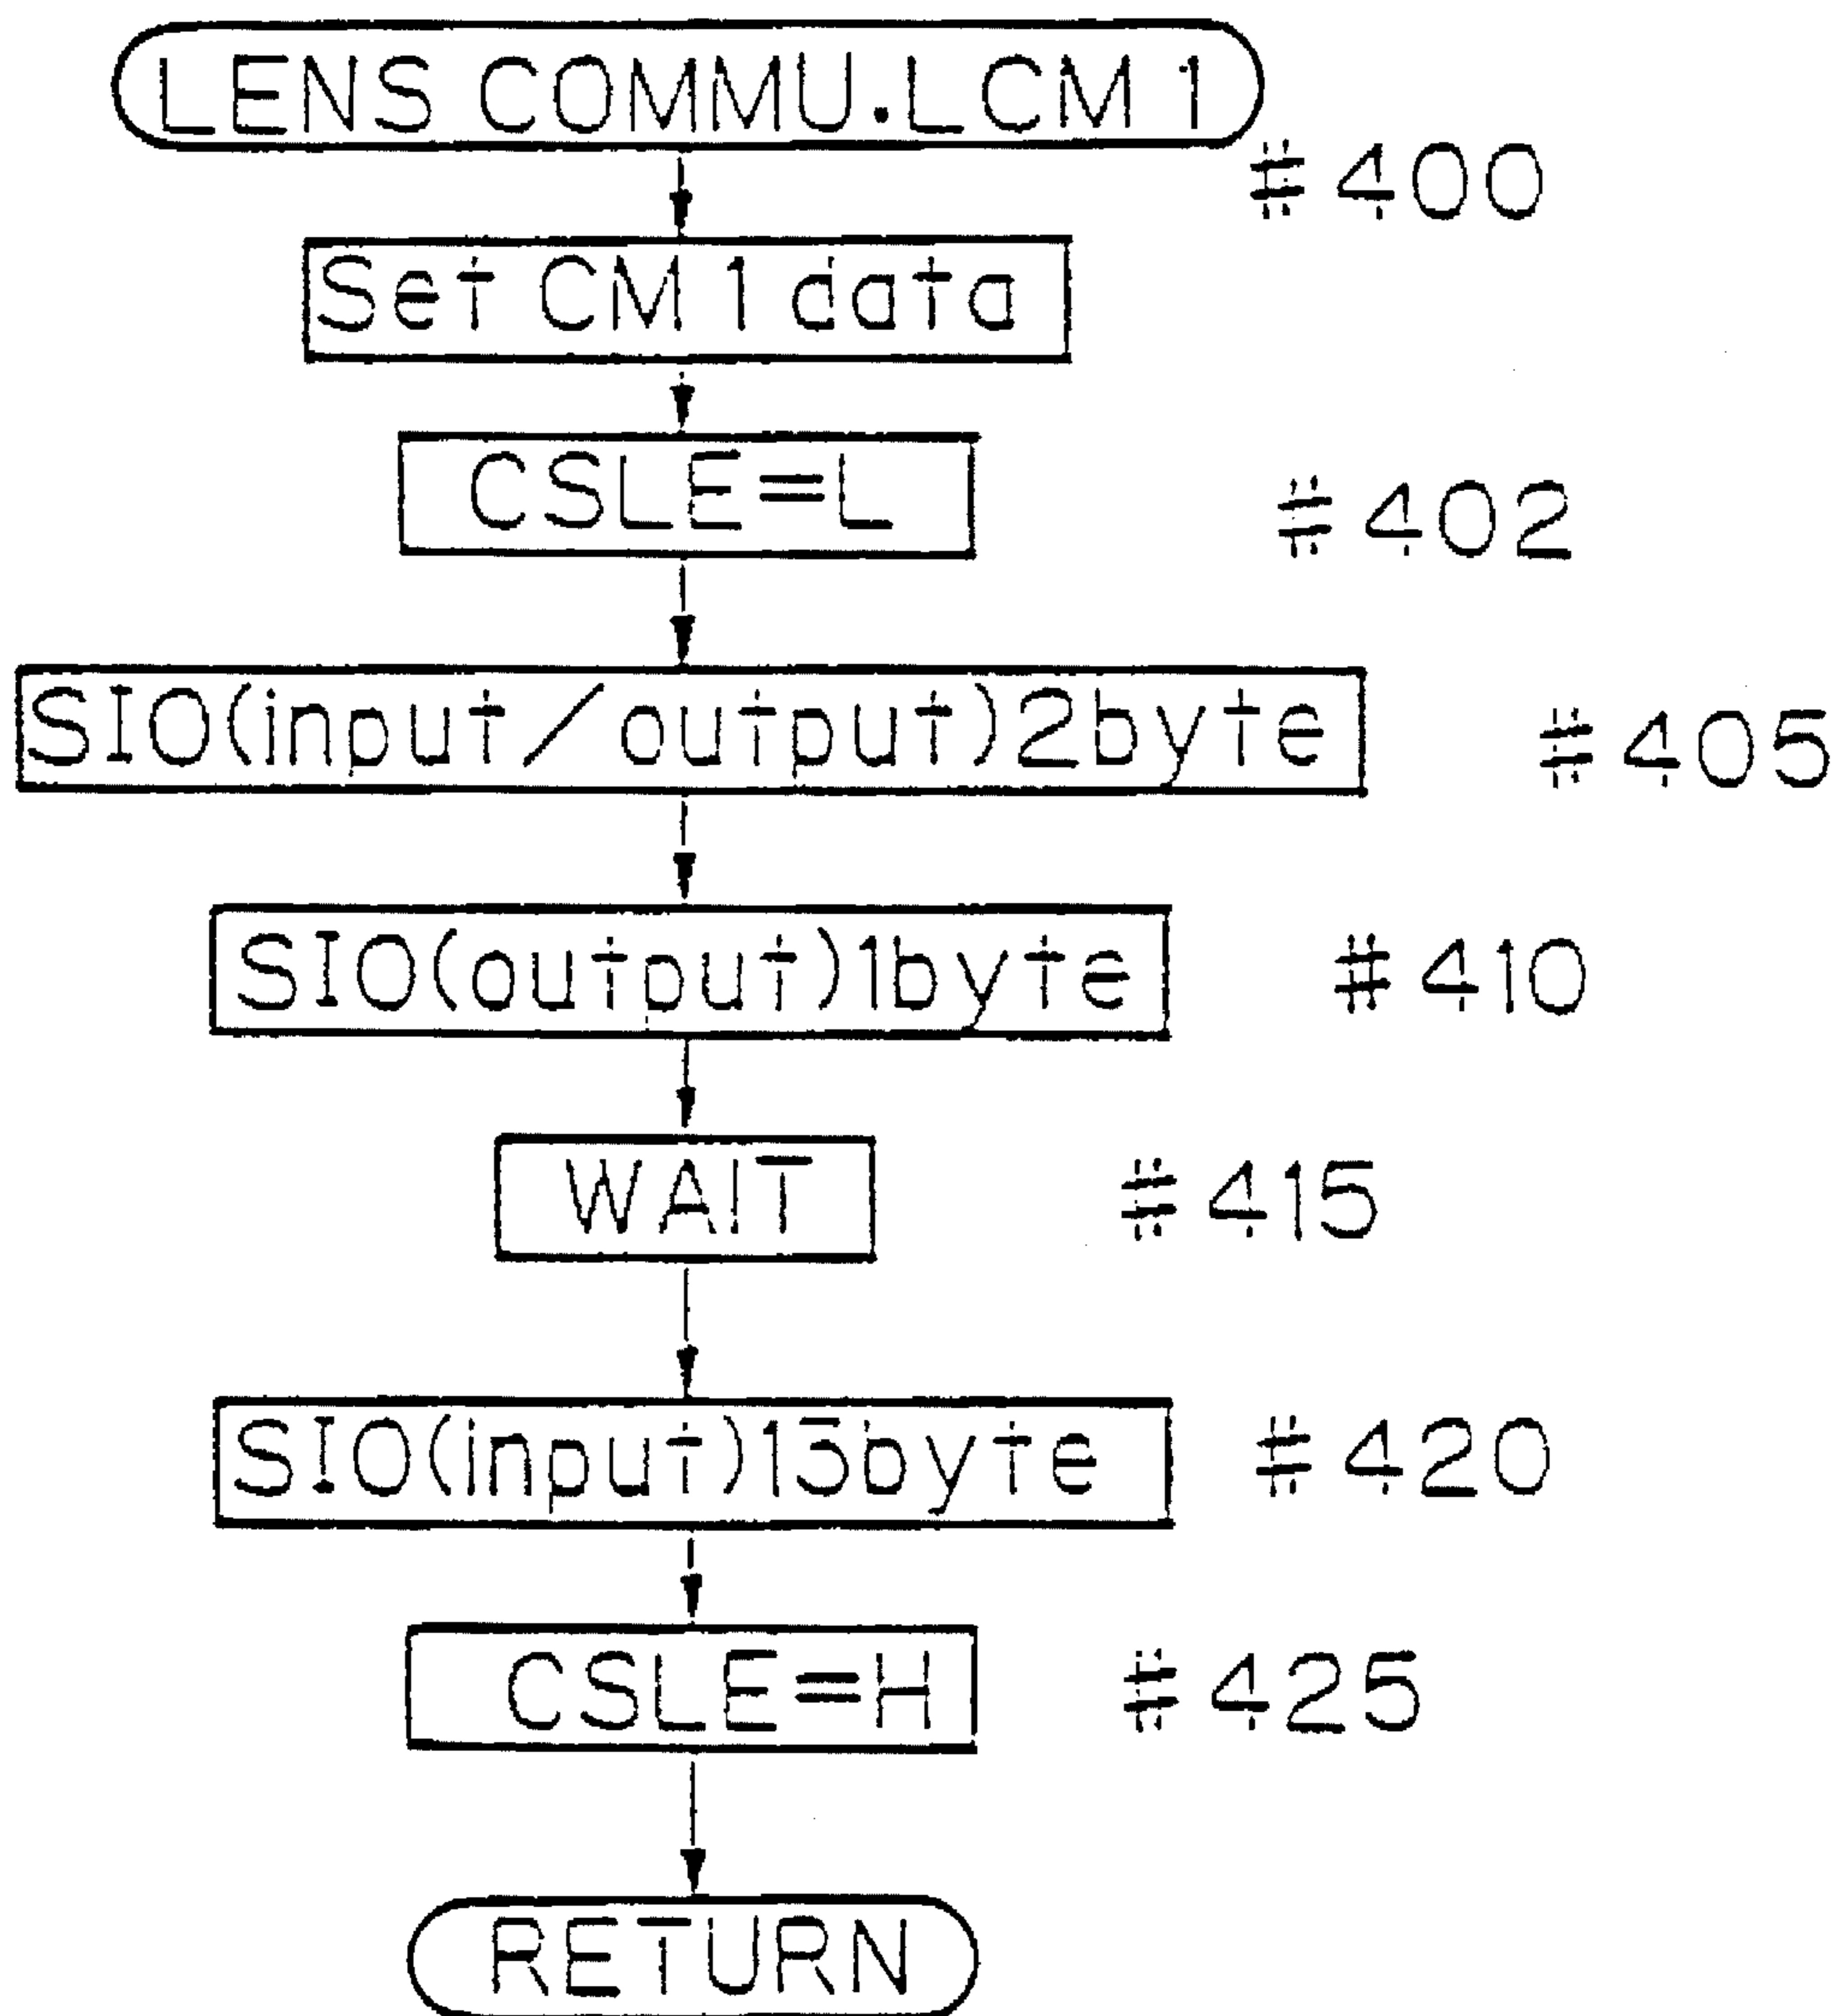 LENS COMMU.LCM 1
#400
Set CM 1 data
CSLE=L #402
SIO(input/output)2byte #405
SIO(output)1byte #410
WAIT #415
SIO(input)13byte #420
CSLE=H #425
RETURN